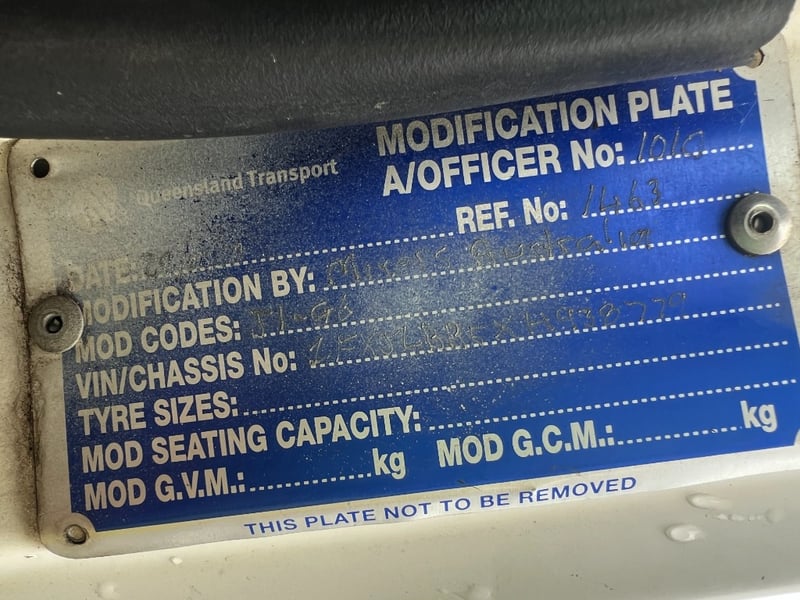 MODIFICATION PLATE
Queensland Transport
A/OFFICER No: 1010
REF. No: 1463
DATE:
MODIFICATION BY: Australia
MOD CODES:
VIN/CHASSIS No:
TYRE SIZES:
MOD SEATING CAPACITY:
MOD G.V.M.: kg MOD G.C.M.: kg
THIS PLATE NOT TO BE REMOVED